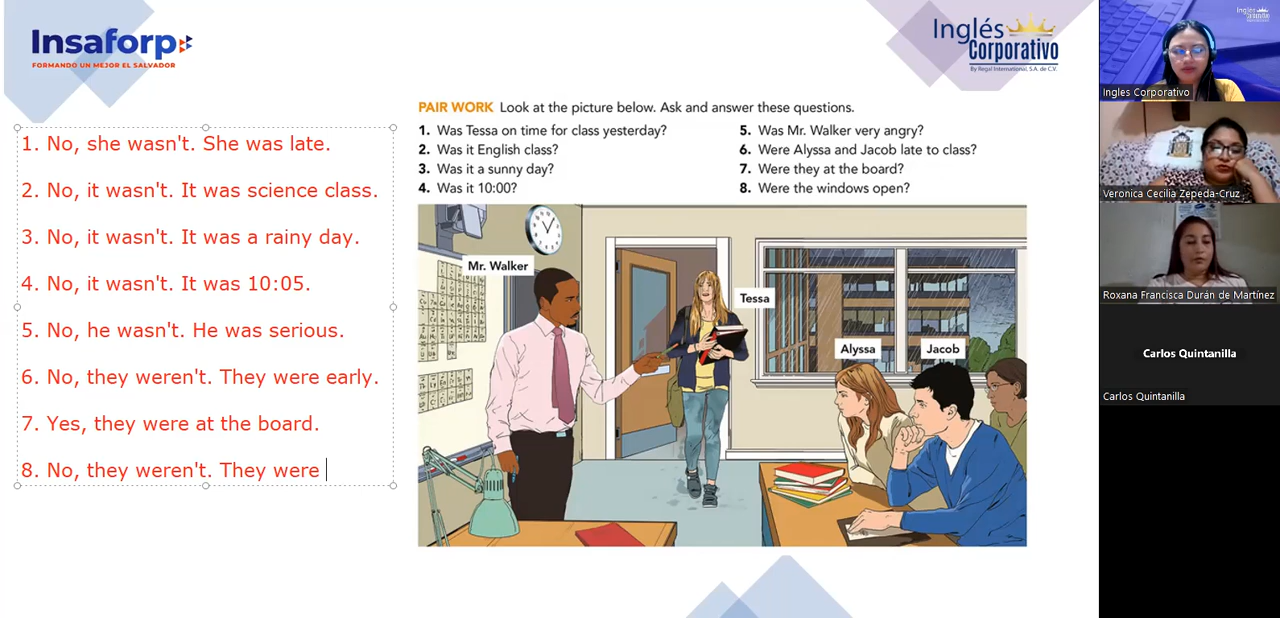 Insaforp
FORMANDO UN MEJOR EL SALVADOR
Inglés
Corporativo
By Regal International, S.A. de C.V.
1. No, she wasn't. She was late.
2. No, it wasn't. It was science class.
3. No, it wasn't. It was a rainy day.
4. No, it wasn't. It was 10:05.
5. No, he wasn't. He was serious.
6. No, they weren't. They were early.
7. Yes, they were at the board.
8. No, they weren't. They were
PAIR WORK Look at the picture below. Ask and answer these questions.
1. Was Tessa on time for class yesterday?
2. Was it English class?
3. Was it a sunny day?
4. Was it 10:00?
5. Was Mr. Walker very angry?
6. Were Alyssa and Jacob late to class?
7. Were they at the board?
8. Were the windows open?
Mr. Walker
Tessa
Alyssa
Jacob
Ingles Corporativo
Veronica Cecilia Zepeda-Cruz
Roxana Francisca Durán de Martínez
Carlos Quintanilla
Carlos Quintanilla